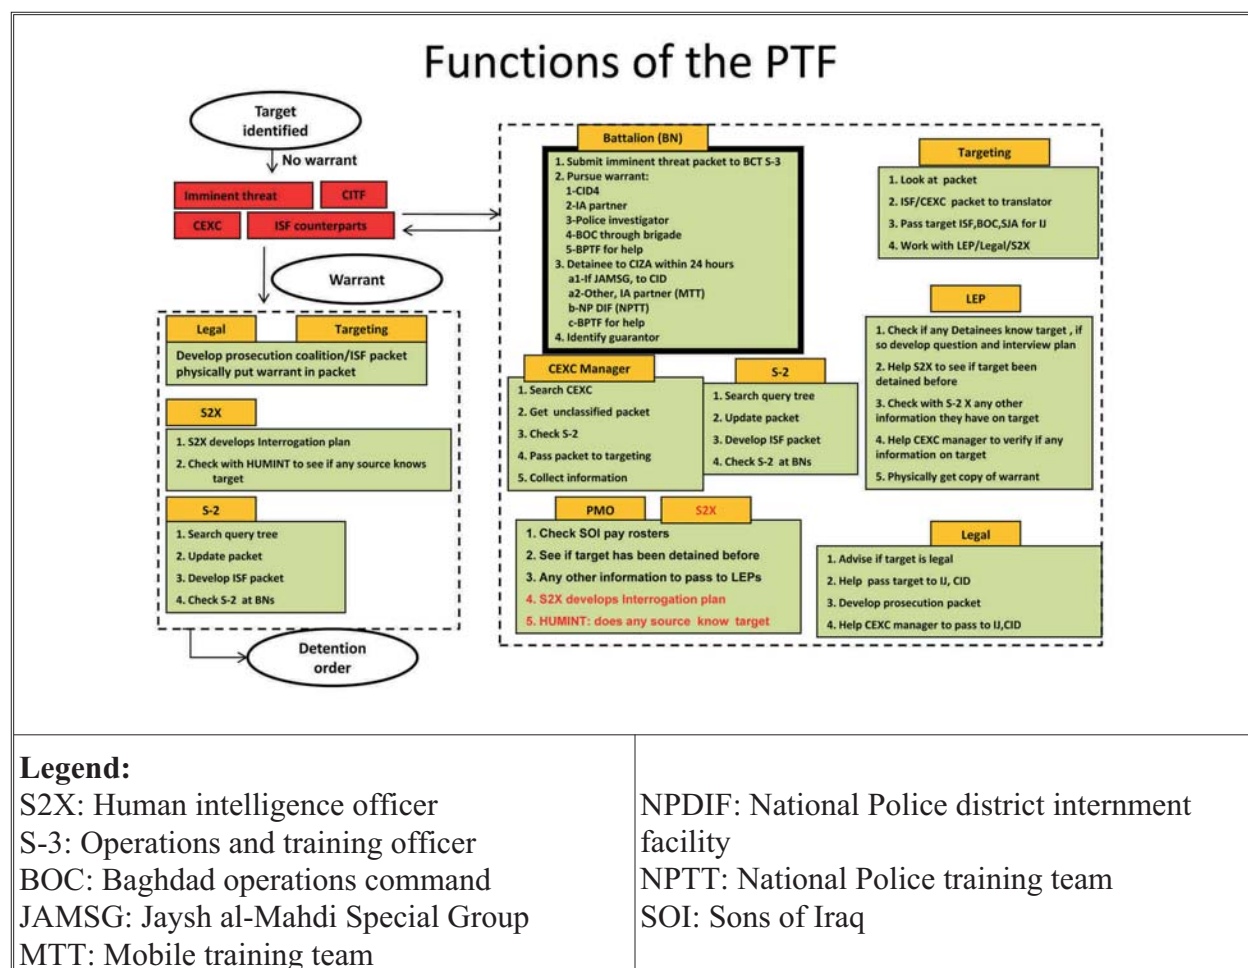 Functions of the PTF
Target
identified
No warrant
Imminent threat
CITF
CEXC
ISF counterparts
Warrant
Legal
Targeting
Develop prosecution coalition/ISF packet
physically put warrant in packet
S2X
1. S2X develops Interrogation plan
2. Check with HUMINT to see if any source knows
target
S-2
1. Search query tree
2. Update packet
3. Develop ISF packet
4. Check S-2 at BNs
Detention
order
Battalion (BN)
1. Submit imminent threat packet to BCT S-3
2. Pursue warrant:
1-CID4
2-IA partner
3-Police investigator
4-BOC through brigade
5-BPTF for help
3. Detainee to CIZA within 24 hours
a1-If JAMSG, to CID
a2-Other, IA partner (MTT)
b-NP DIF (NPTT)
c-BPTF for help
4. Identify guarantor
Targeting
1. Look at packet
2. ISF/CEXC packet to translator
3. Pass target ISF,BOC,SJA for IJ
4. Work with LEP/Legal/S2X
CEXC Manager
1. Search CEXC
2. Get unclassified packet
3. Check S-2
4. Pass packet to targeting
5. Collect information
S-2
1. Search query tree
2. Update packet
3. Develop ISF packet
4. Check S-2 at BNs
LEP
1. Check if any Detainees know target , if
so develop question and interview plan
2. Help S2X to see if target been
detained before
3. Check with S-2 X any other
information they have on target
4. Help CEXC manager to verify if any
information on target
5. Physically get copy of warrant
PMO
S2X
1. Check SOI pay rosters
2. See if target has been detained before
3. Any other information to pass to LEPs
4. S2X develops Interrogation plan
5. HUMINT: does any source know target
Legal
1. Advise if target is legal
2. Help pass target to IJ, CID
3. Develop prosecution packet
4. Help CEXC manager to pass to IJ,CID
Legend:
S2X: Human intelligence officer
S-3: Operations and training officer
BOC: Baghdad operations command
JAMSG: Jaysh al-Mahdi Special Group
MTT: Mobile training team
NPDIF: National Police district internment
facility
NPTT: National Police training team
SOI: Sons of Iraq